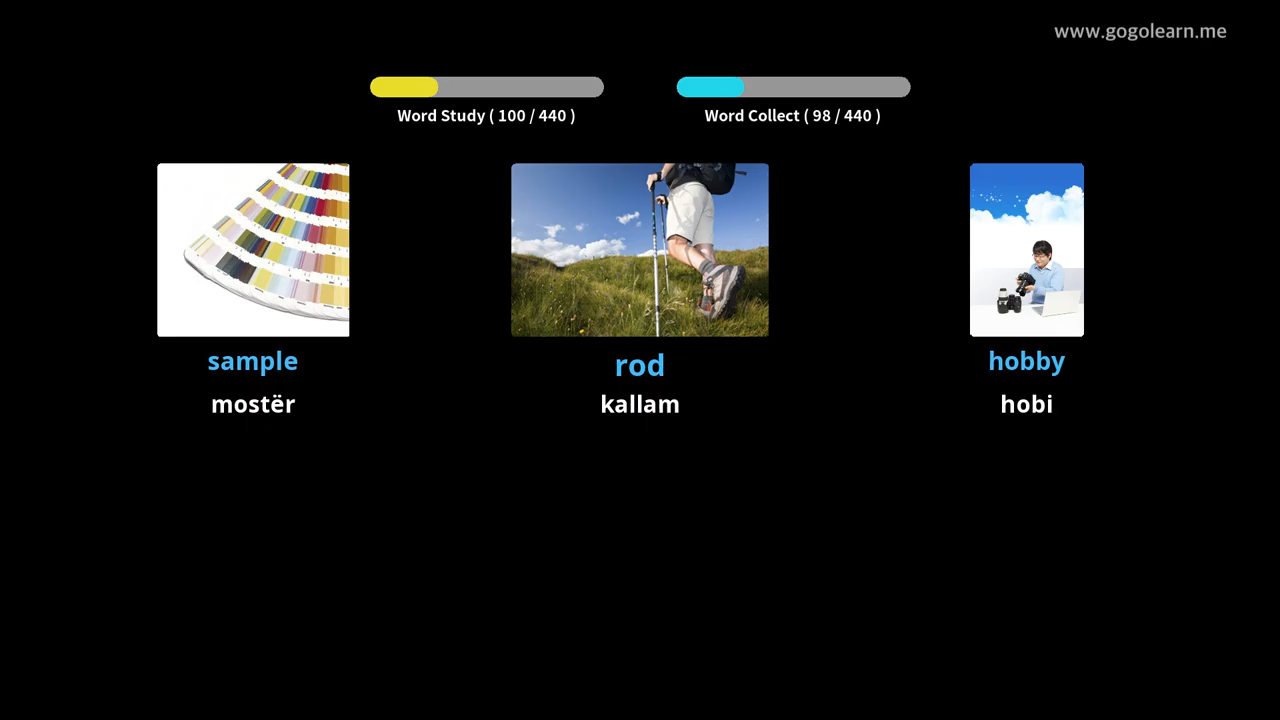 www.gogolearn.me
Word Study ( 100 / 440 )
Word Collect ( 98 / 440 )
sample
rod
hobby
mostër
kallam
hobi